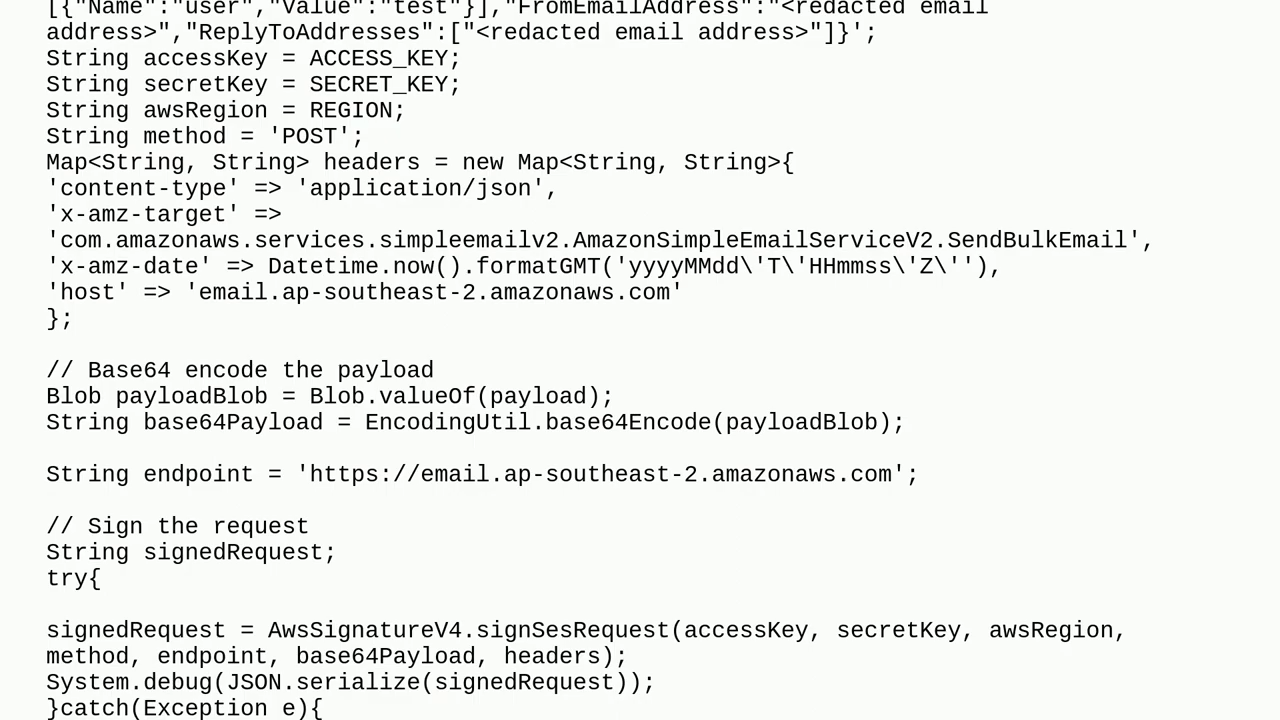 [{"Name":"user","Value":"test"}],"FromEmailAddress":"<redacted email
address>","ReplyToAddresses":["<redacted email address>"]}';
String accessKey = ACCESS_KEY;
String secretKey = SECRET_KEY;
String awsRegion = REGION;
String method = 'POST';
Map<String, String> headers = new Map<String, String>{
'content-type' => 'application/json',
'x-amz-target' =>
'com.amazonaws.services.simpleemailv2.AmazonSimpleEmailServiceV2.SendBulkEmail',
'x-amz-date' => Datetime.now().formatGMT('yyyyMMdd\'T\'HHmmss\'Z\''),
'host' => 'email.ap-southeast-2.amazonaws.com'
};
// Base64 encode the payload
Blob payloadBlob = Blob.valueOf(payload);
String base64Payload = EncodingUtil.base64Encode(payloadBlob);
String endpoint = 'https://email.ap-southeast-2.amazonaws.com';
// Sign the request
String signedRequest;
try{
signedRequest = AwsSignatureV4.signSesRequest(accessKey, secretKey, awsRegion,
method, endpoint, base64Payload, headers);
System.debug(JSON.serialize(signedRequest));
}catch(Exception e){